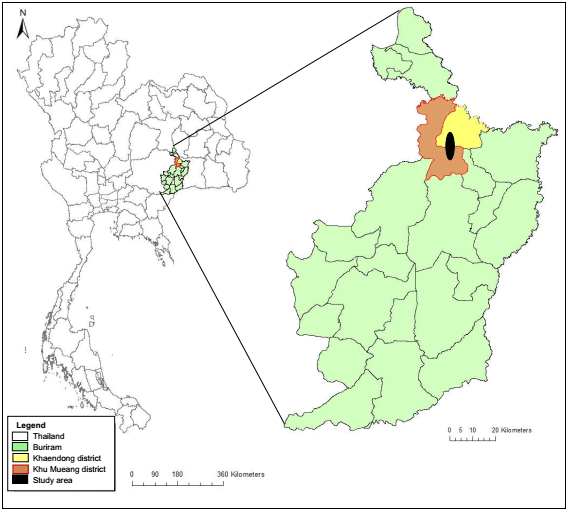 N
Legend
Thailand
Buriram
Khaendong district
Khu Mueang district
Study area
0 90 180 360 Kilometers
0 5 10 20 Kilometers